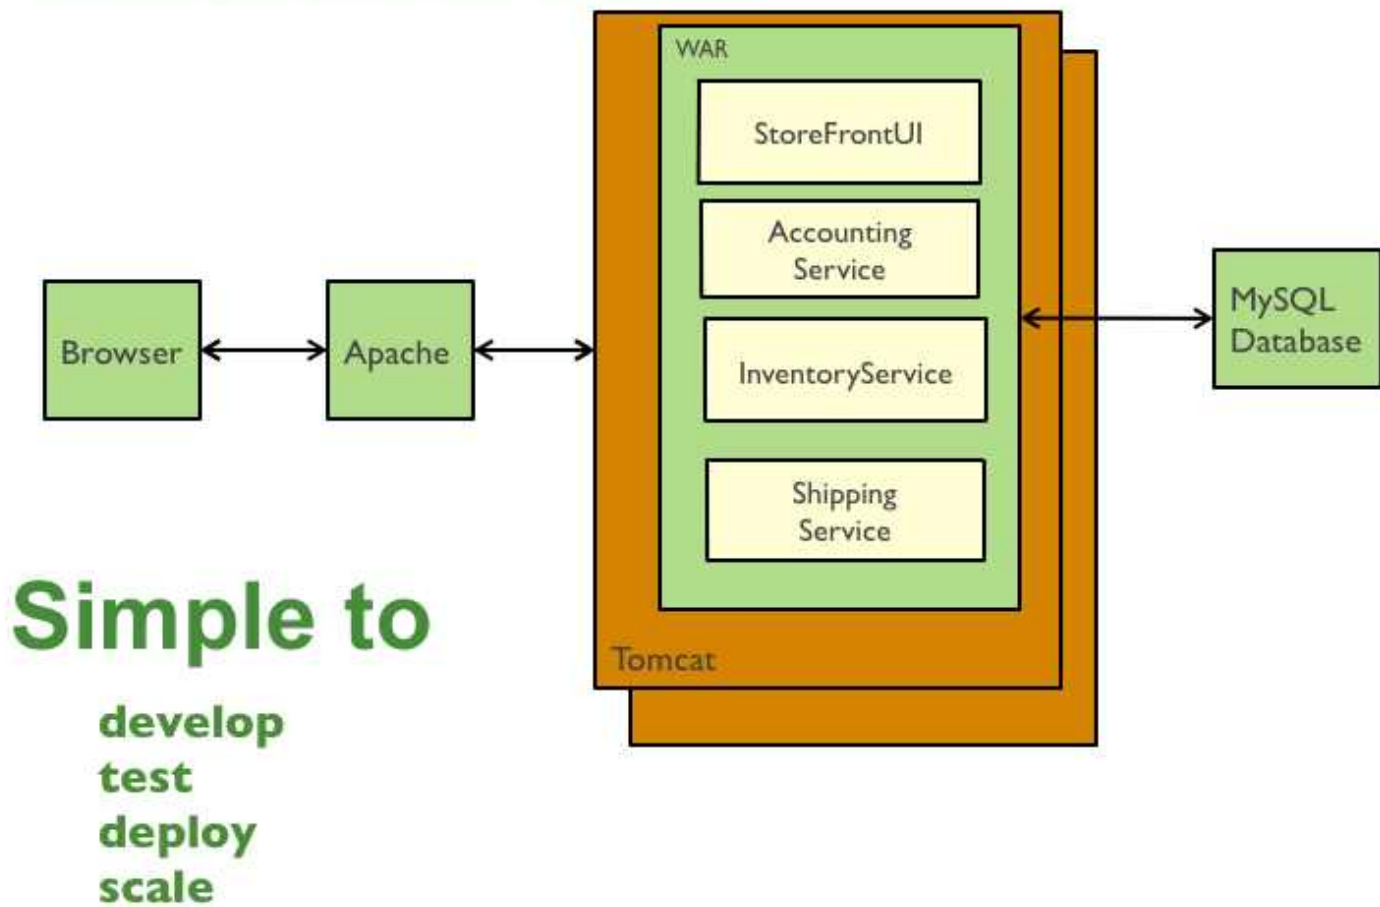 WAR
StoreFrontUI
Accounting
Service
InventoryService
Shipping
Service
Tomcat
Browser
Apache
MySQL
Database
Simple to
develop
test
deploy
scale